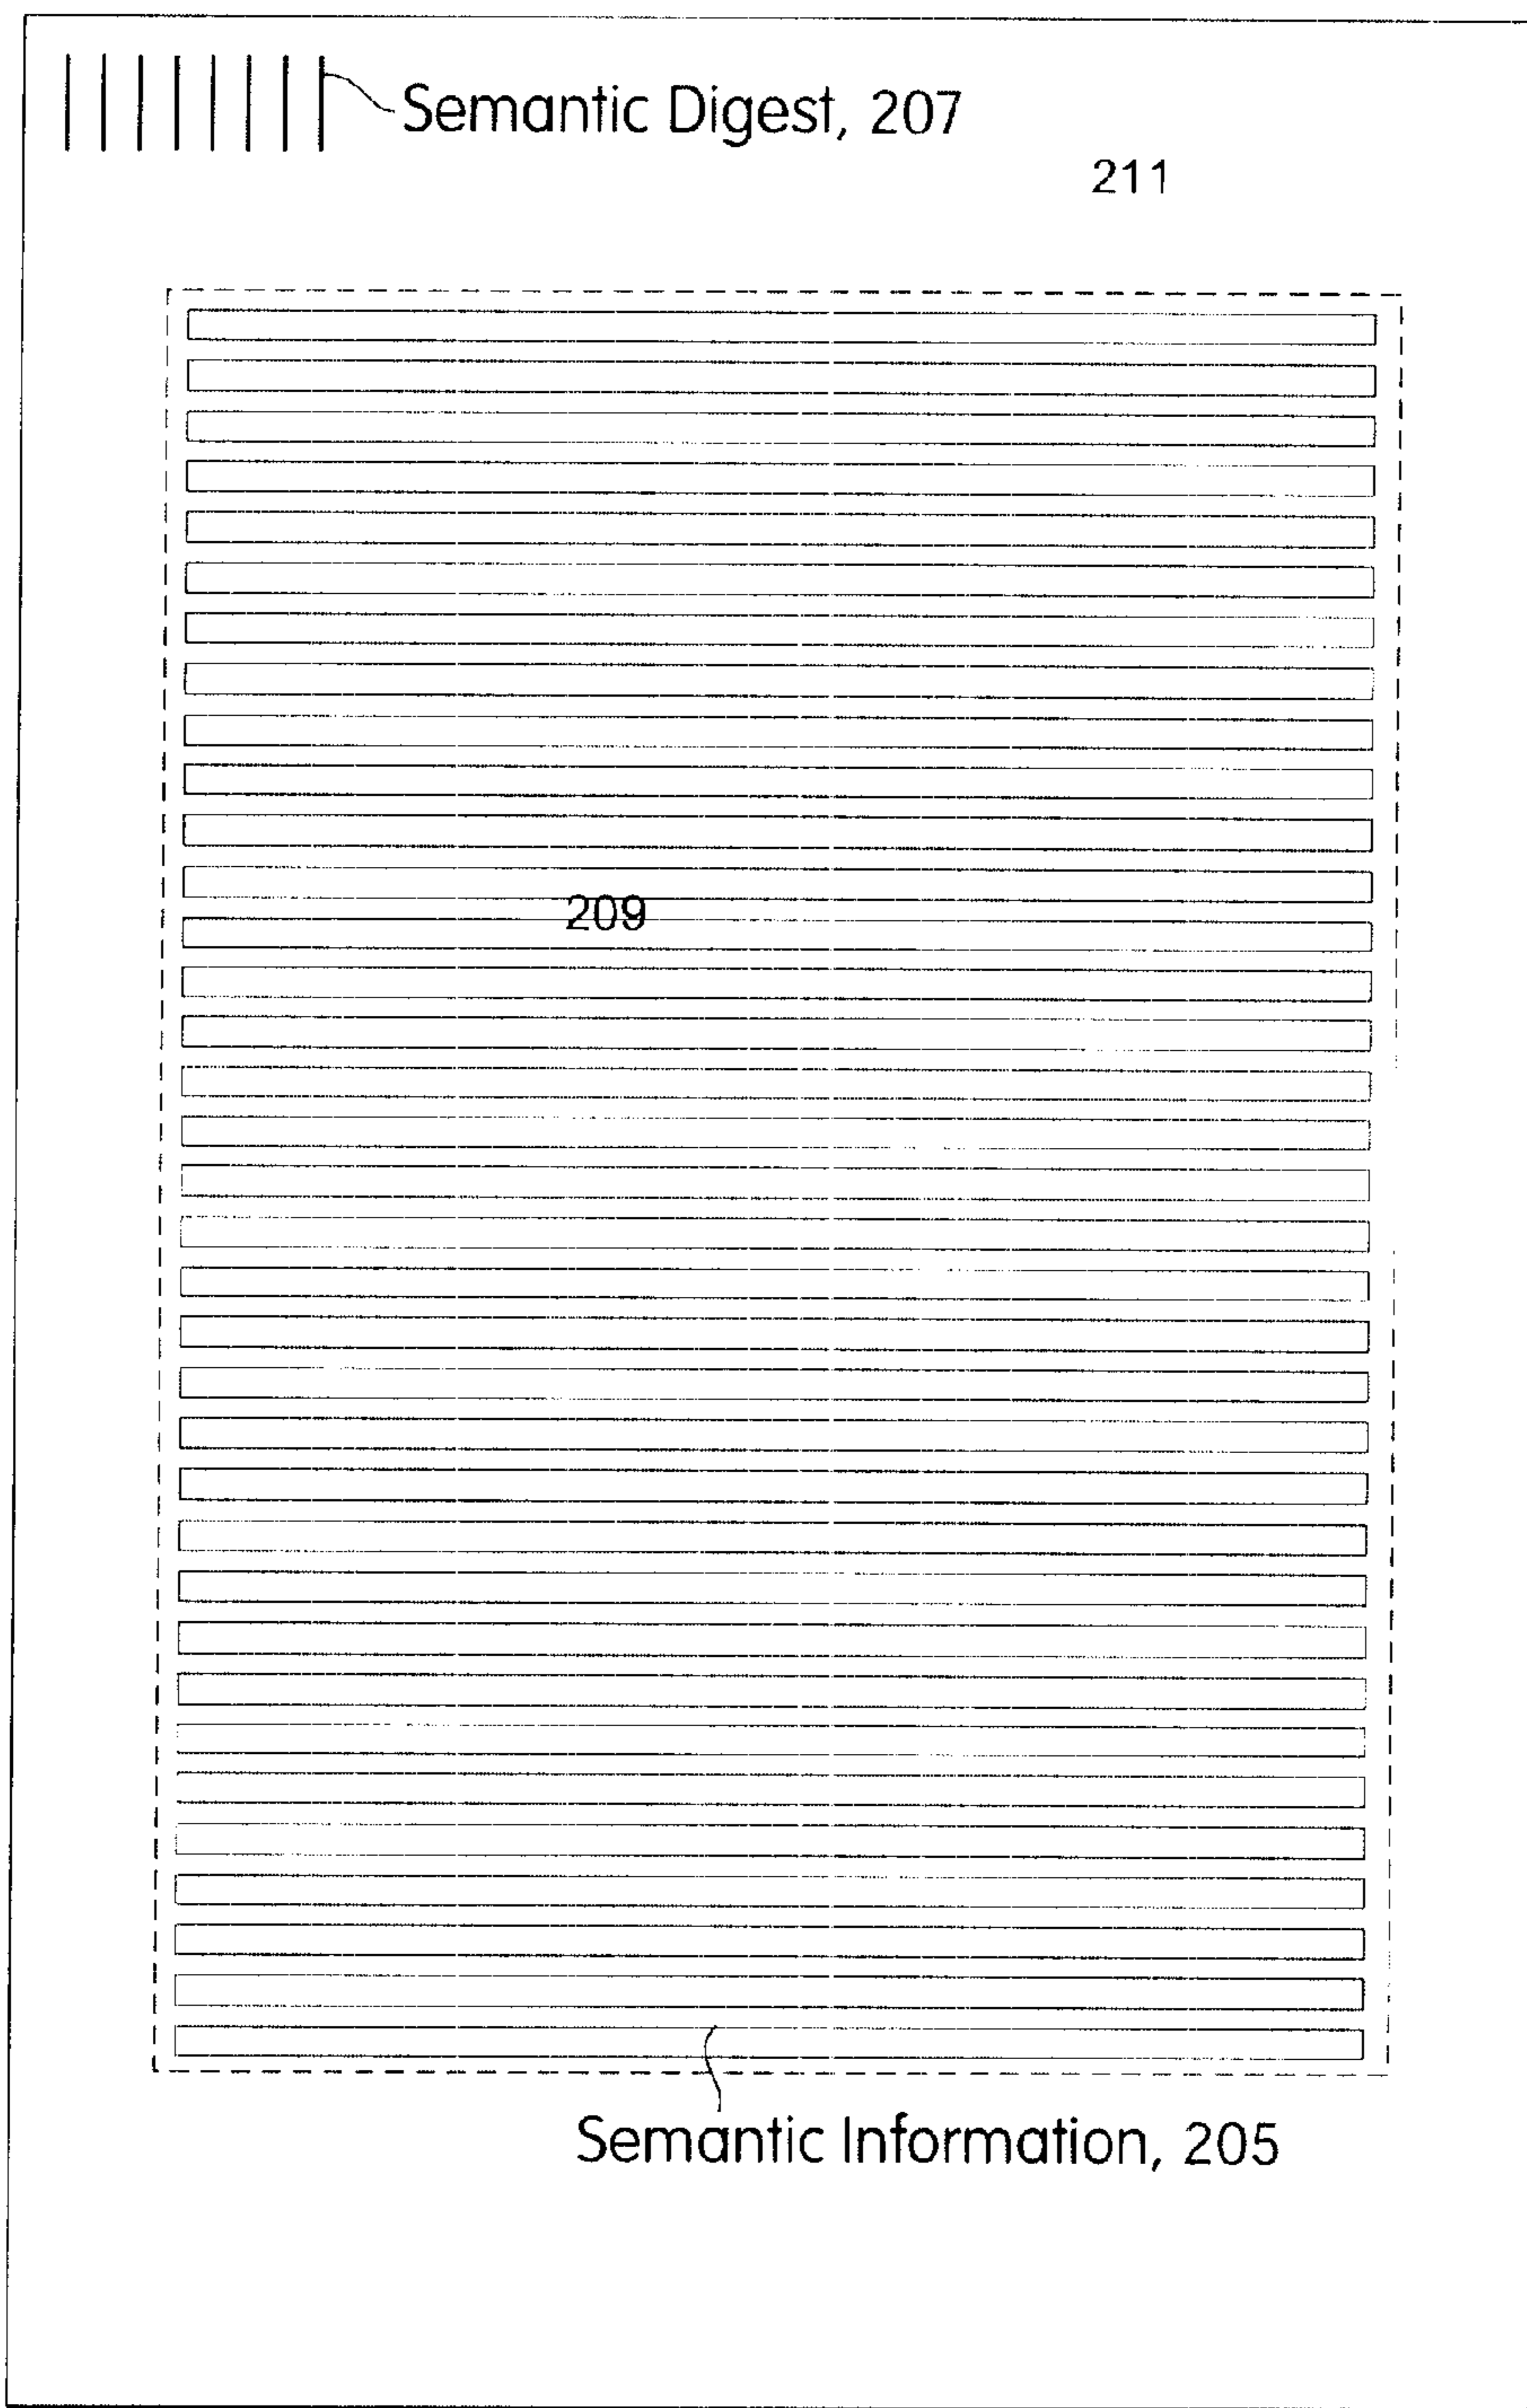 Semantic Digest, 207
211
209
Semantic Information, 205